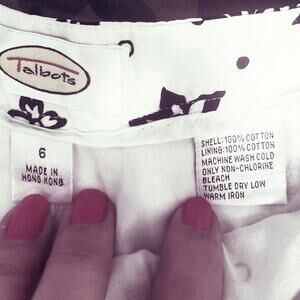 Talbots
6
MADE IN
HONG KONG
SHELL: 100% COTTON
LINING: 100% COTTON
MACHINE WASH COLD
ONLY NON-CHLORINE
BLEACH
TUMBLE DRY LOW
WARM IRON